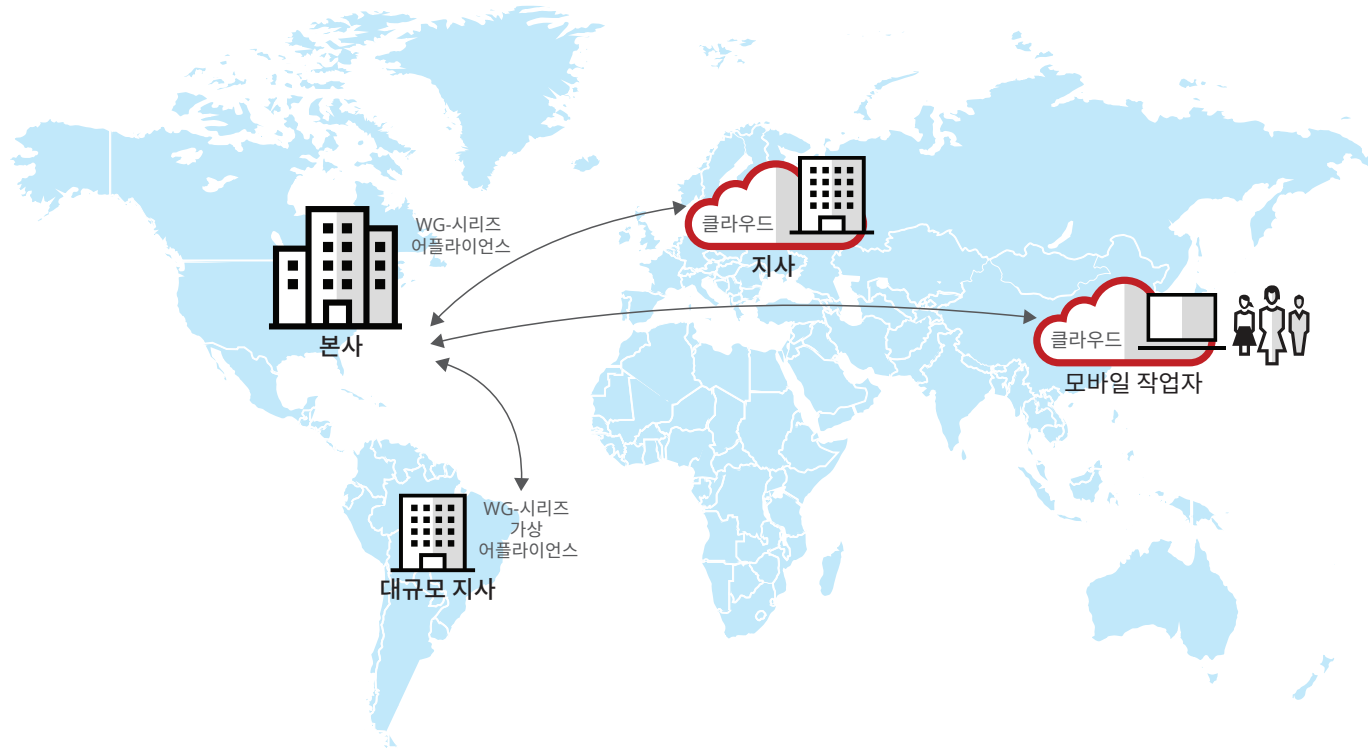 WG-시리즈
어플라이언스
본사
클라우드
지사
클라우드
모바일 작업자
WG-시리즈
가상
어플라이언스
대규모 지사